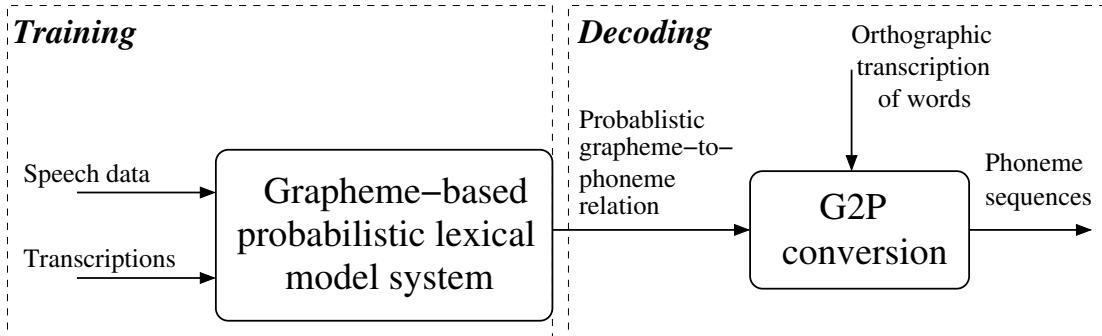 Training
Speech data
Transcriptions
Grapheme−based
probabilistic lexical
model system
Decoding
Probablistic
grapheme−to−
phoneme
relation
Orthographic
transcription
of words
G2P
conversion
Phoneme
sequences